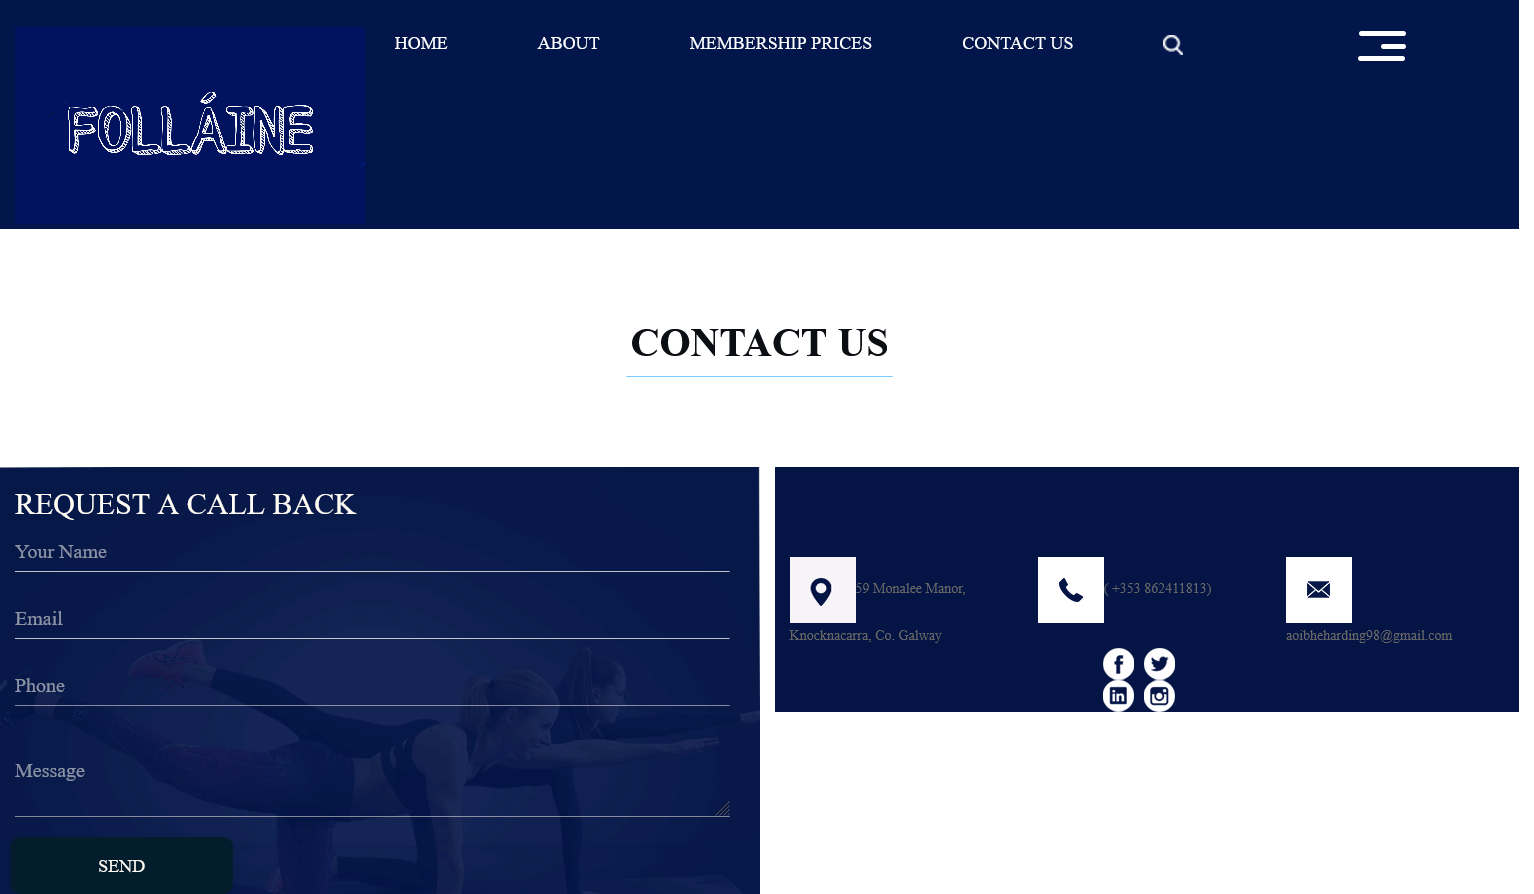 HOME ABOUT MEMBERSHIP PRICES CONTACT US
FOLLÁINE
CONTACT US
REQUEST A CALL BACK
Your Name
Email
Phone
Message
SEND
59 Monalee Manor,
Knocknacarra, Co. Galway
( +353 862411813)
aoibheharding98@gmail.com
f
in